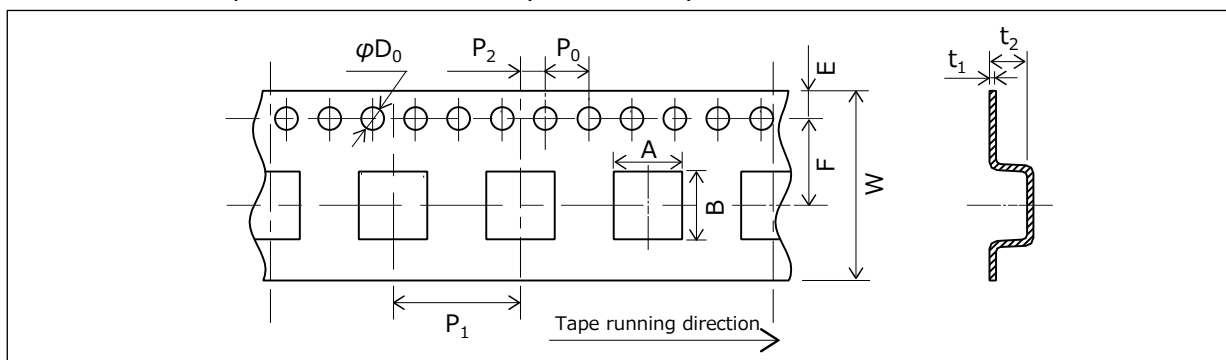 φD₀
P₂
P₀
E
t₁
t₂
A
B
F
W
P₁
Tape running direction